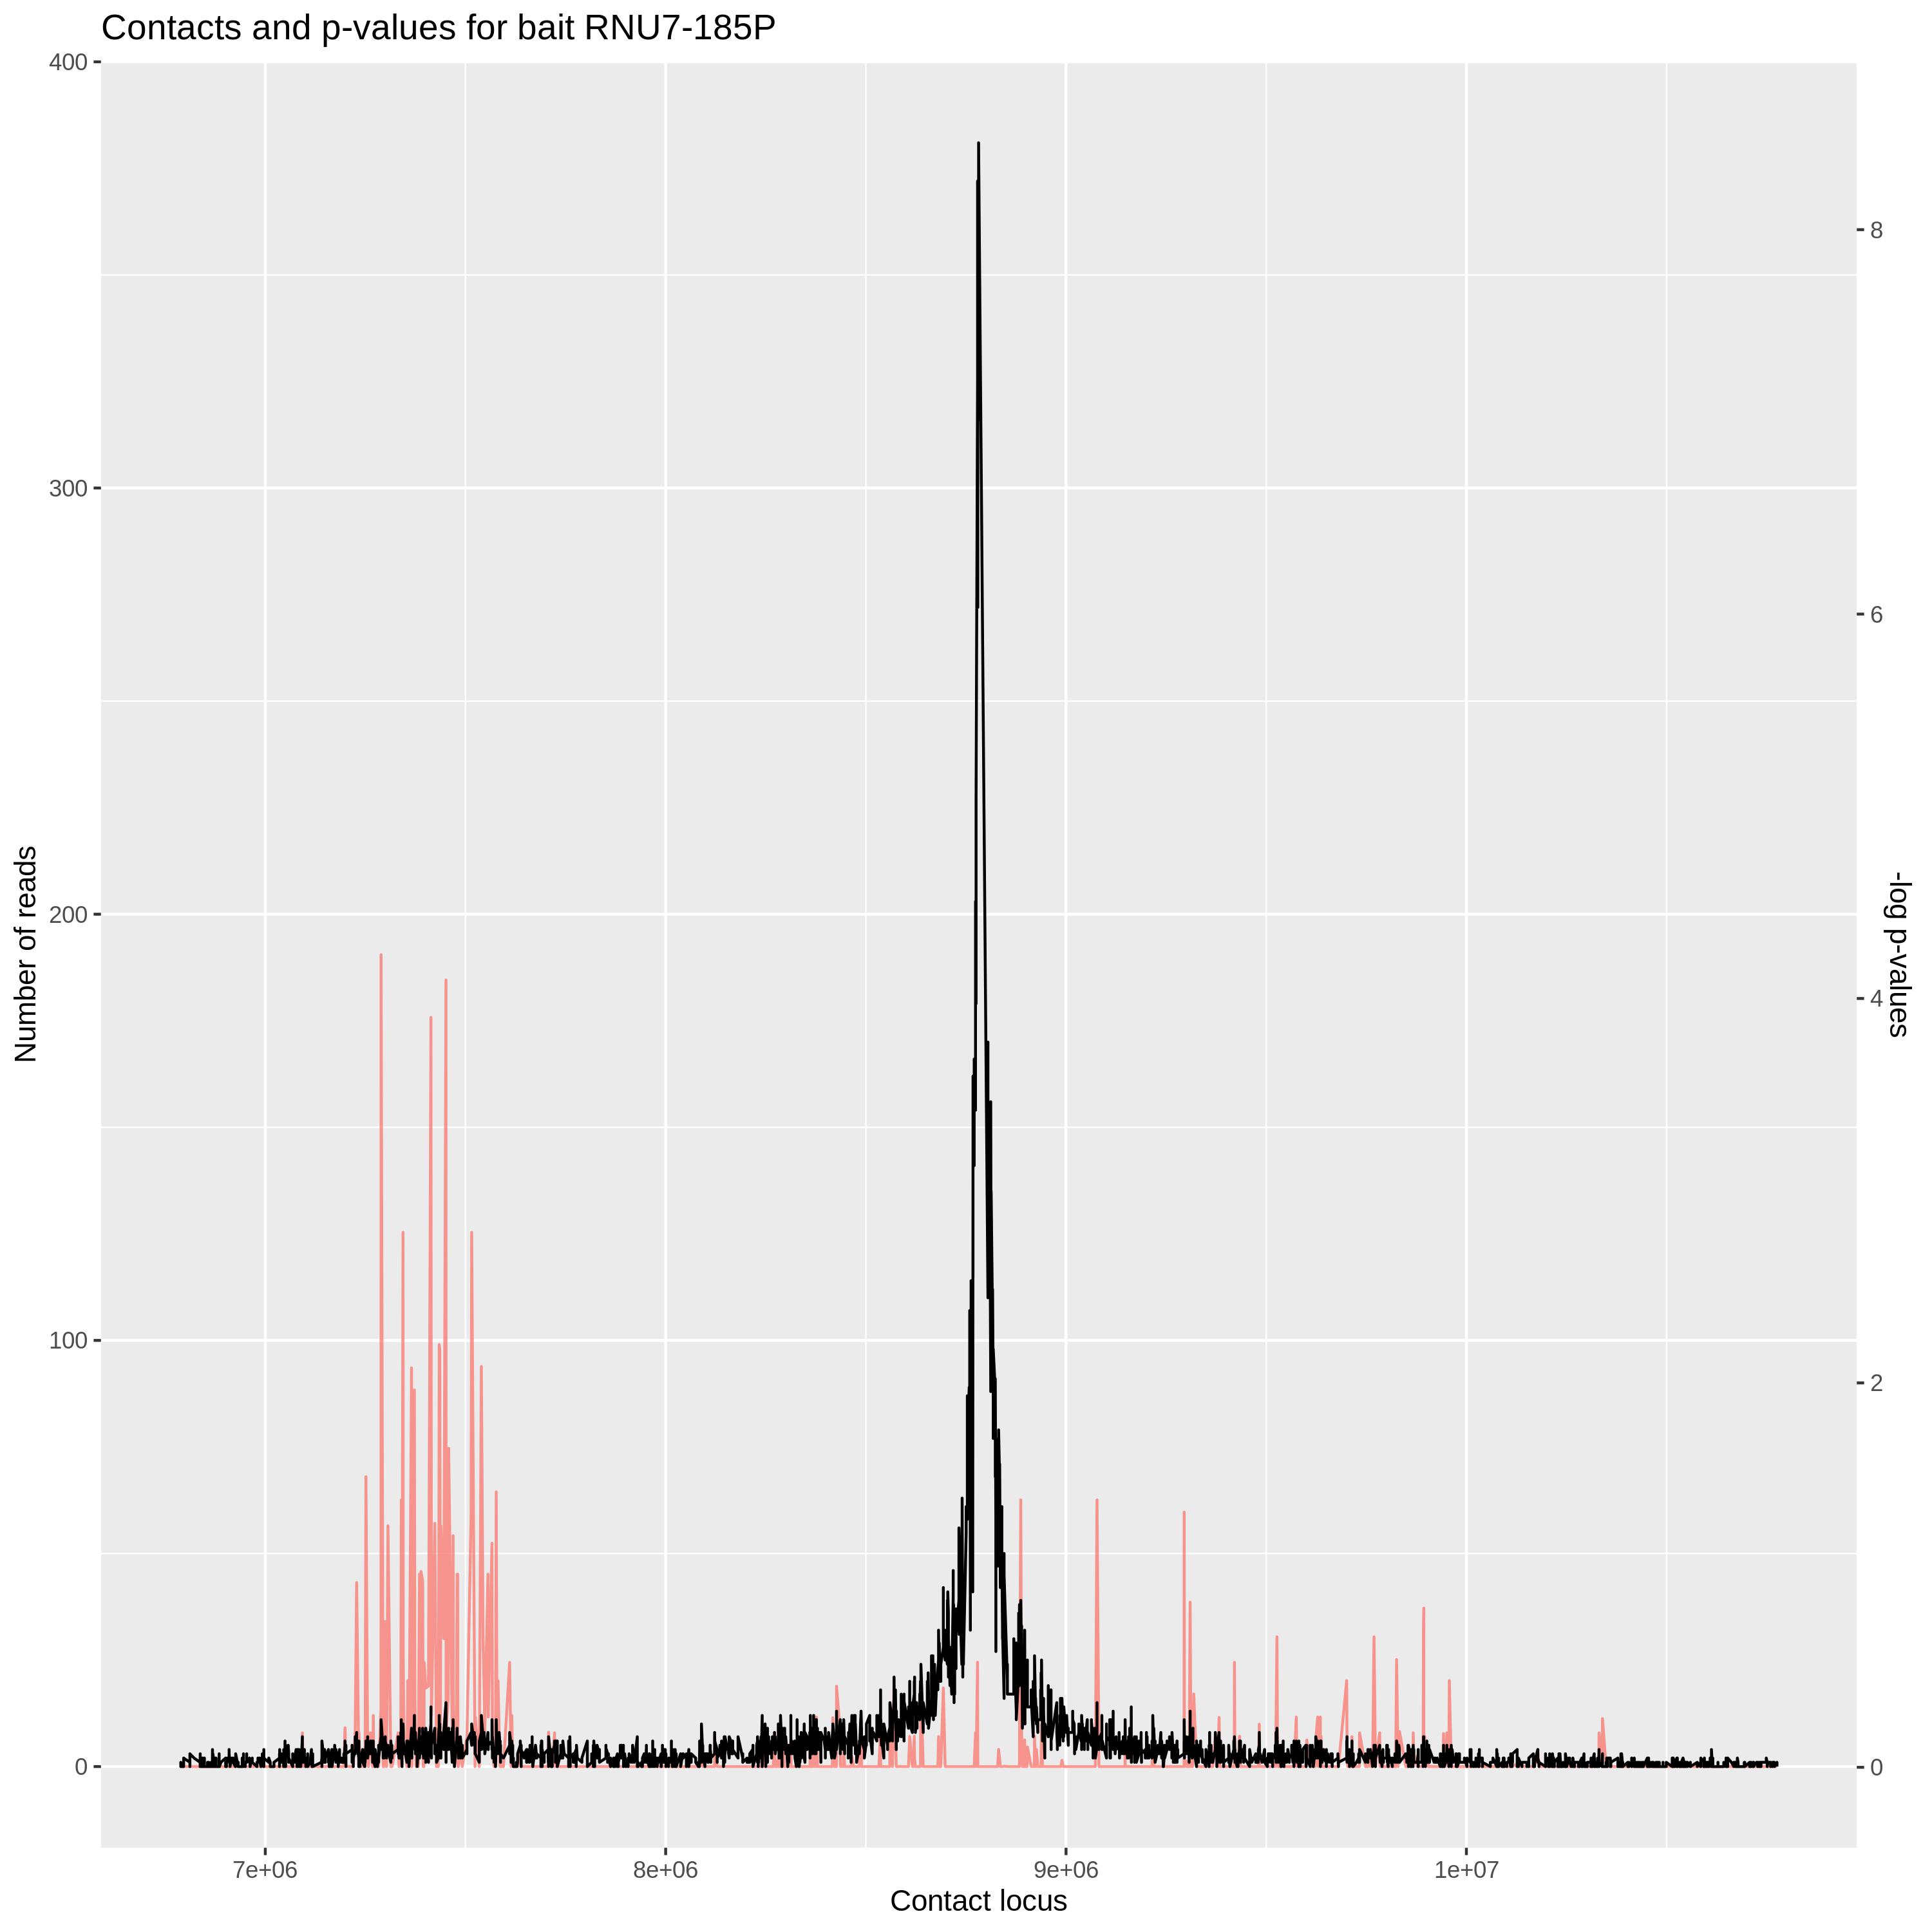 Contacts and p-values for bait RNU7-185P
400
300
200
100
0
Number of reads
8
6
4
2
0
-log p-values
7e+06
8e+06
9e+06
1e+07
Contact locus